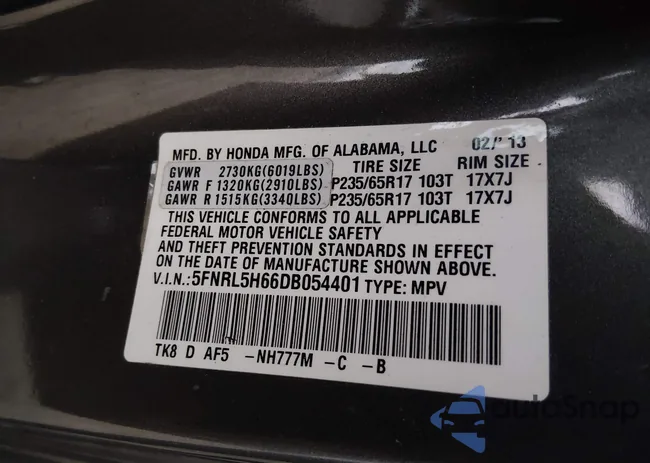 MFD. BY HONDA MFG. OF ALABAMA, LLC 02/'13
GVWR 2730KG(6019LBS) TIRE SIZE RIM SIZE
GAWR F 1320KG(2910LBS) P235/65R17 103T 17X7J
GAWR R 1515KG(3340LBS) P235/65R17 103T 17X7J
THIS VEHICLE CONFORMS TO ALL APPLICABLE
FEDERAL MOTOR VEHICLE SAFETY
AND THEFT PREVENTION STANDARDS IN EFFECT
ON THE DATE OF MANUFACTURE SHOWN ABOVE.
V.I.N.:5FNRL5H66DB054401 TYPE: MPV
TK8 D AF5 -NH777M -C -B
AutoSnap